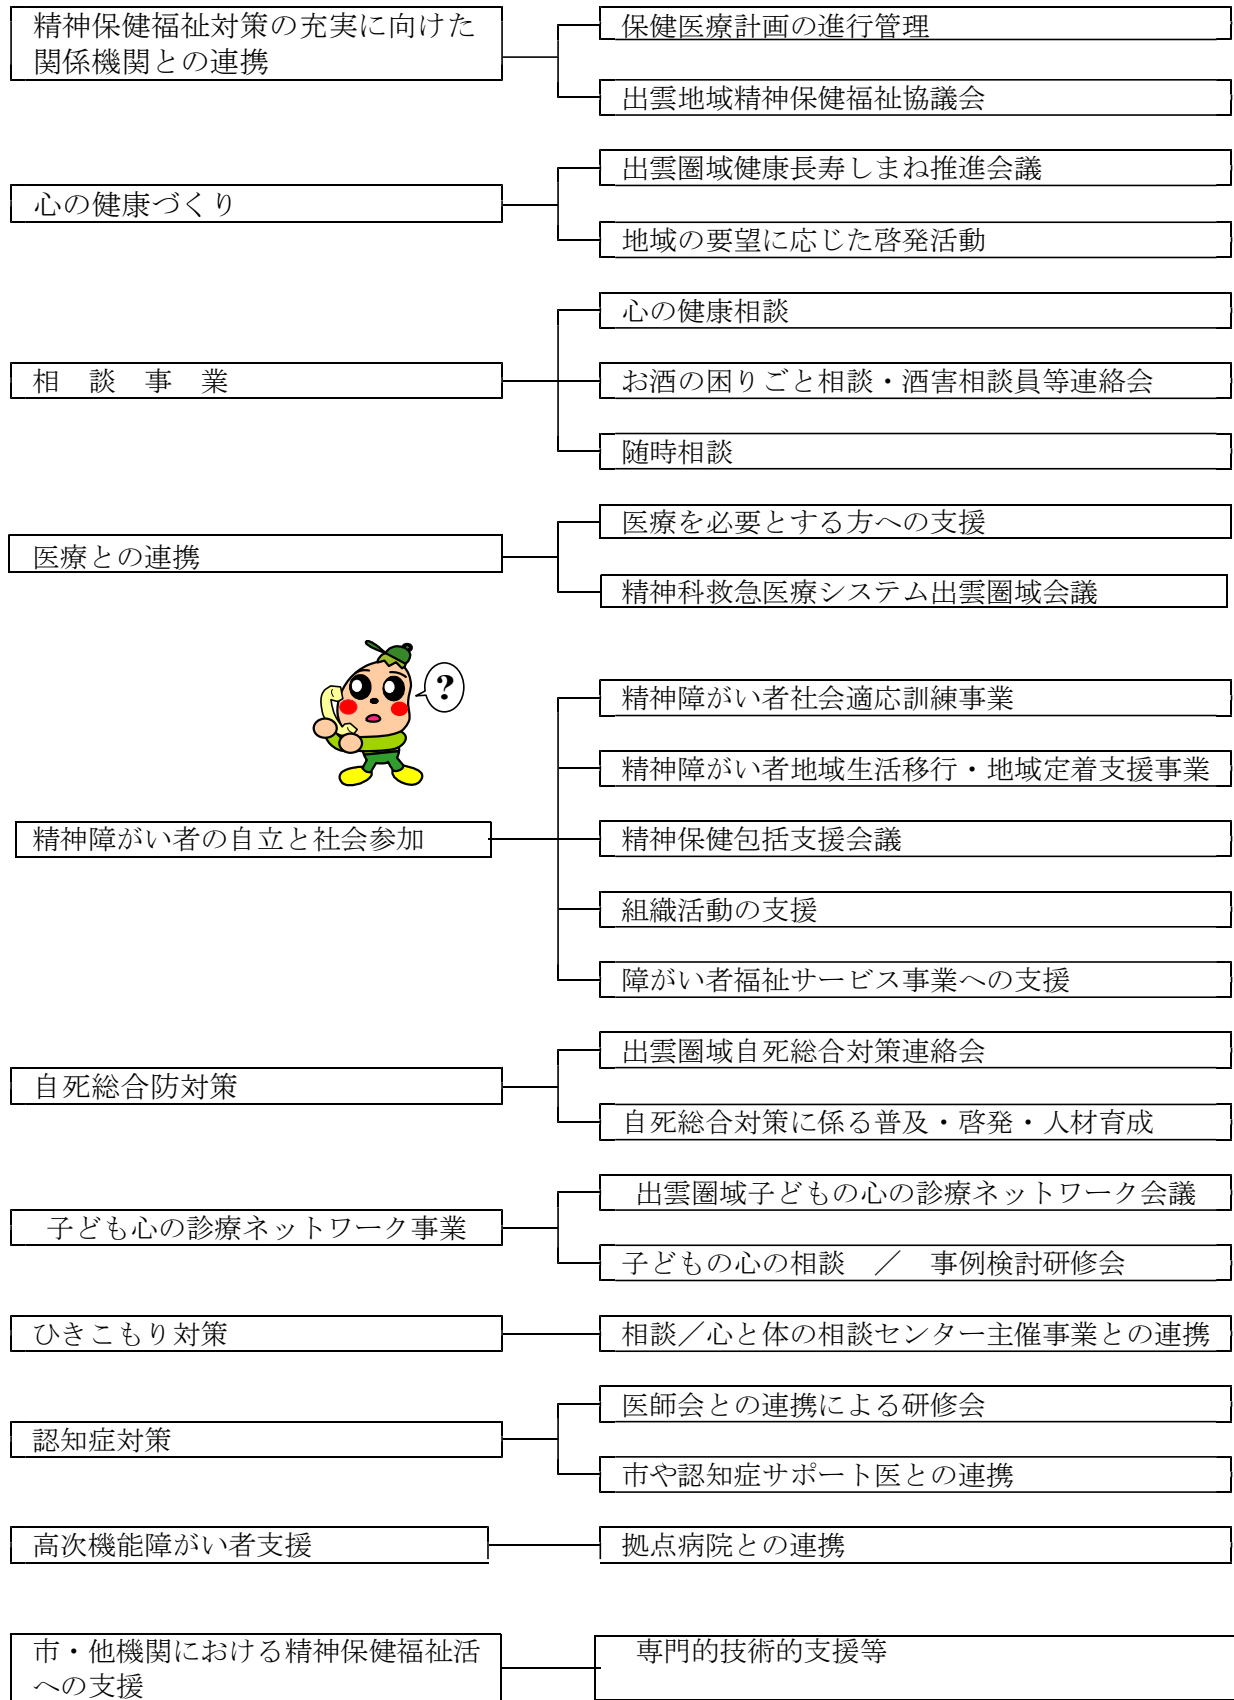 精神保健福祉対策の充実に向けた
関係機関との連携
保健医療計画の進行管理
出雲地域精神保健福祉協議会
心の健康づくり
出雲圏域健康長寿しまね推進会議
地域の要望に応じた啓発活動
相　談　事　業
心の健康相談
お酒の困りごと相談・酒害相談員等連絡会
随時相談
医療との連携
医療を必要とする方への支援
精神科救急医療システム出雲圏域会議
?
精神障がい者の自立と社会参加
精神障がい者社会適応訓練事業
精神障がい者地域生活移行・地域定着支援事業
精神保健包括支援会議
組織活動の支援
障がい者福祉サービス事業への支援
自死総合防対策
出雲圏域自死総合対策連絡会
自死総合対策に係る普及・啓発・人材育成
子ども心の診療ネットワーク事業
出雲圏域子どもの心の診療ネットワーク会議
子どもの心の相談　／　事例検討研修会
ひきこもり対策
相談／心と体の相談センター主催事業との連携
認知症対策
医師会との連携による研修会
市や認知症サポート医との連携
高次機能障がい者支援
拠点病院との連携
市・他機関における精神保健福祉活
への支援
専門的技術的支援等